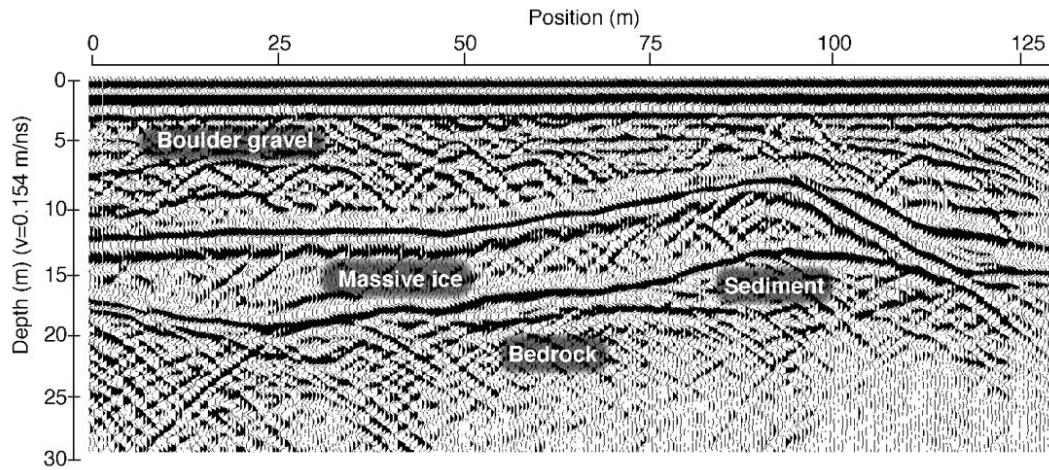 Position (m)
0 25 50 75 100 125
Depth (m) (v=0.154 m/ns)
0
5
10
15
20
25
30
Boulder gravel
Massive ice
Sediment
Bedrock